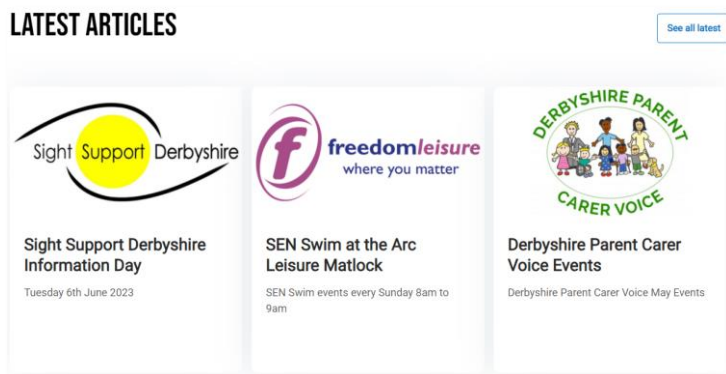 LATEST ARTICLES
See all latest
Sight Support Derbyshire
freedomleisure
where you matter
DERBYSHIRE PARENT
CARER VOICE
Sight Support Derbyshire
Information Day
Tuesday 6th June 2023
SEN Swim at the Arc
Leisure Matlock
SEN Swim events every Sunday 8am to
9am
Derbyshire Parent Carer
Voice Events
Derbyshire Parent Carer Voice May Events